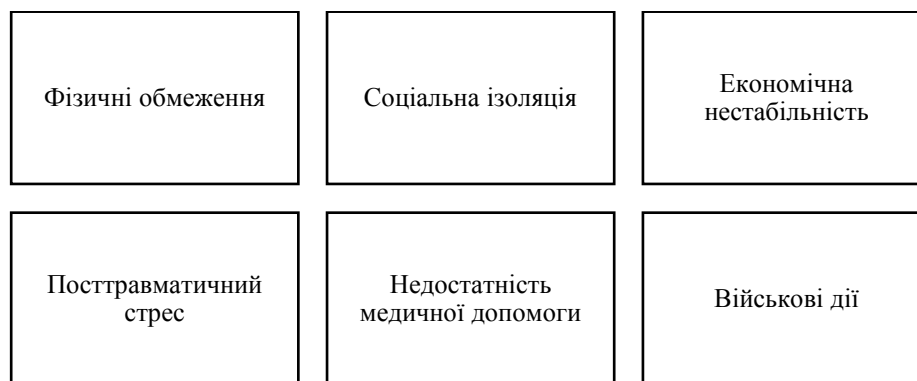 Фізичні обмеження
Соціальна ізоляція
Економічна
нестабільність
Посттравматичний
стрес
Недостатність
медичної допомоги
Військові дії